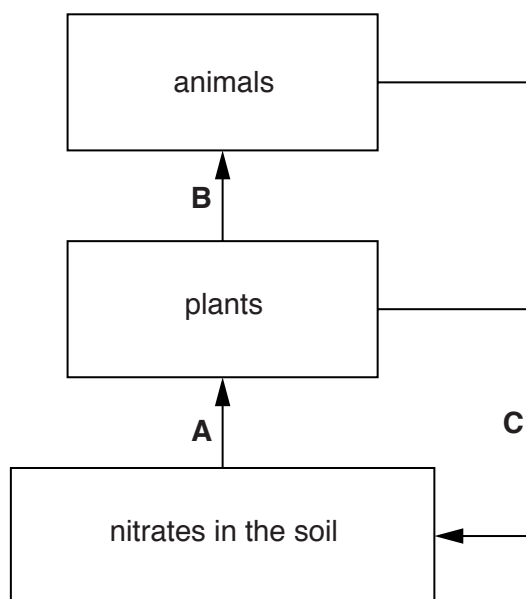 animals
B
plants
A
C
nitrates in the soil